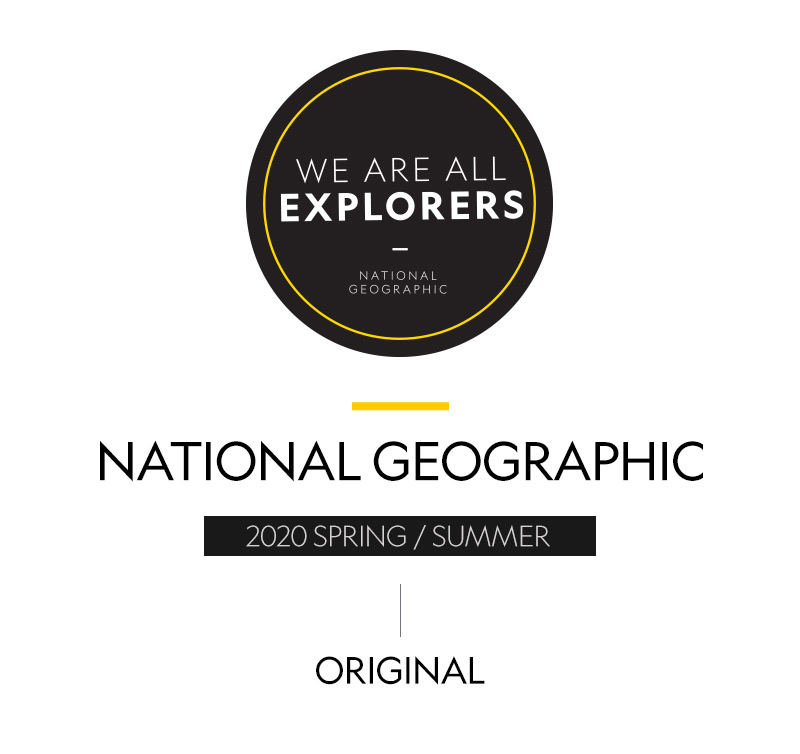 WE ARE ALL
EXPLORERS
NATIONAL
GEOGRAPHIC
NATIONAL GEOGRAPHIC
2020 SPRING / SUMMER
ORIGINAL